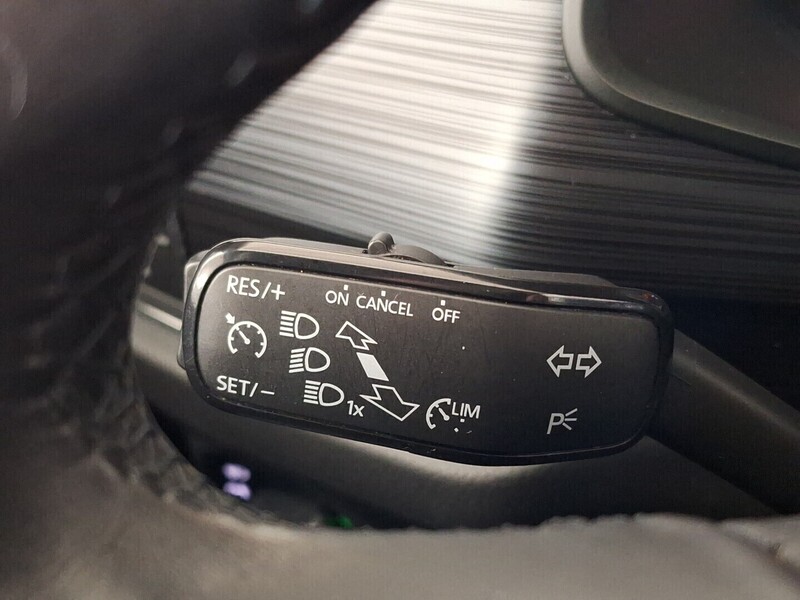 RES/+
ON CANCEL OFF
SET/-
1x
LIM
P